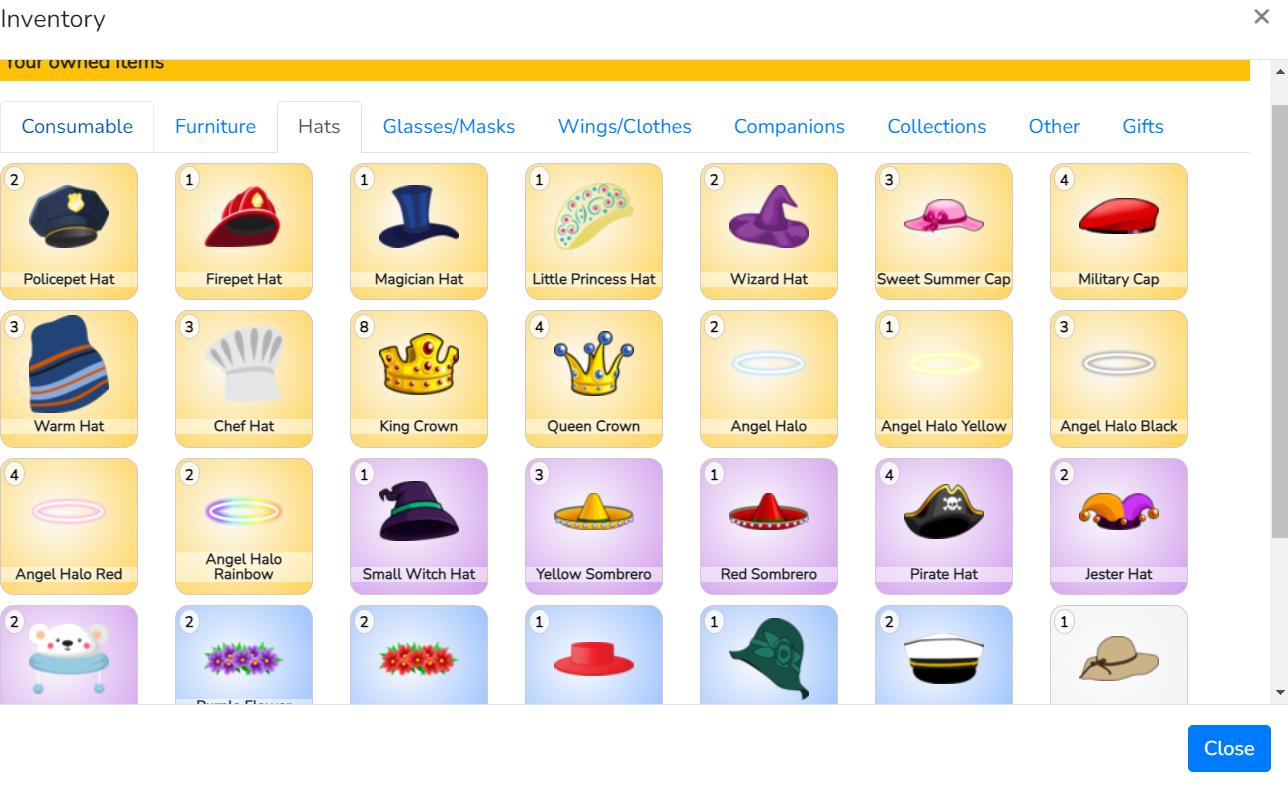 Inventory
Your owned items
Consumable Furniture Hats Glasses/Masks Wings/Clothes Companions Collections Other Gifts
2 1 1 1 2 3 4
Policepet Hat Firepet Hat Magician Hat Little Princess Hat Wizard Hat Sweet Summer Cap Military Cap
3 3 8 4 2 1 3
Warm Hat Chef Hat King Crown Queen Crown Angel Halo Angel Halo Yellow Angel Halo Black
4 2 1 3 1 4 2
Angel Halo Red Angel Halo Rainbow Small Witch Hat Yellow Sombrero Red Sombrero Pirate Hat Jester Hat
2 2 2 1 1 2 1
Purple Flower
Close